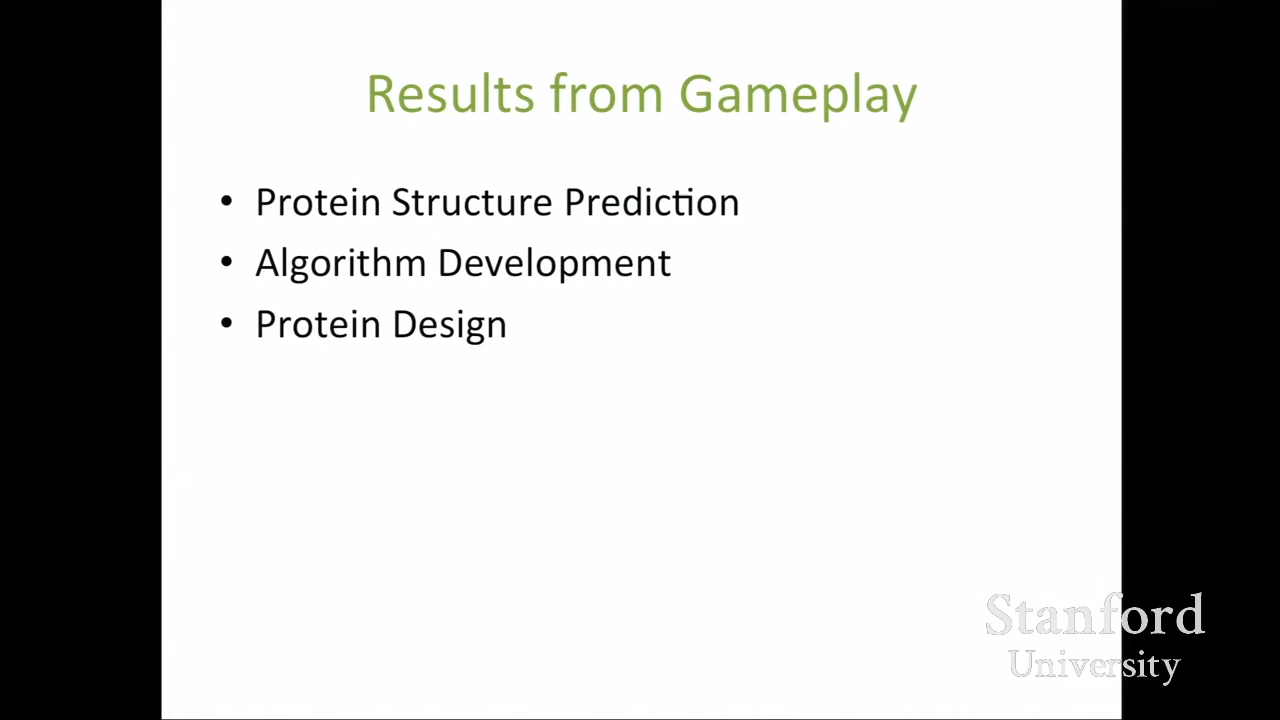 Results from Gameplay
• Protein Structure Prediction
• Algorithm Development
• Protein Design
Stanford
University